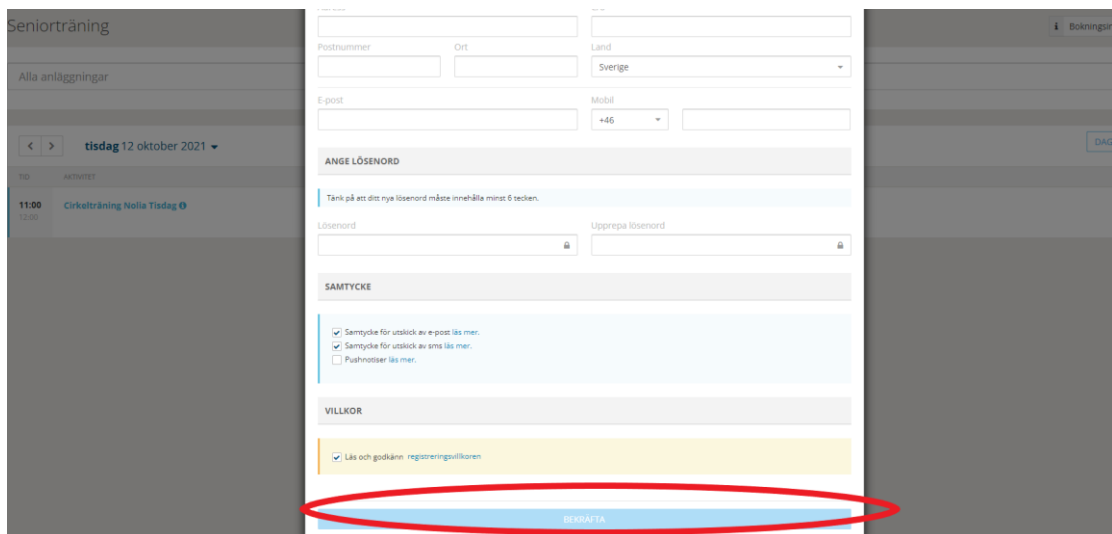 Seniorträning
Bokningsin
Postnummer Ort Land
Sverige
Alla anläggningar
E-post Mobil
+46
tisdag 12 oktober 2021
DAG
ANGE LÖSENORD
TID AKTIVITET
Tänk på att ditt nya lösenord måste innehålla minst 6 tecken.
11:00 Cirkelträning Nolia Tisdag
12:00
Lösenord Upprepa lösenord
SAMTYCKE
Samtycke för utskick av e-post läs mer.
Samtycke för utskick av sms läs mer.
Pushnotiser läs mer.
VILLKOR
Läs och godkänn registreringsvillkoren
BEKRÄFTA